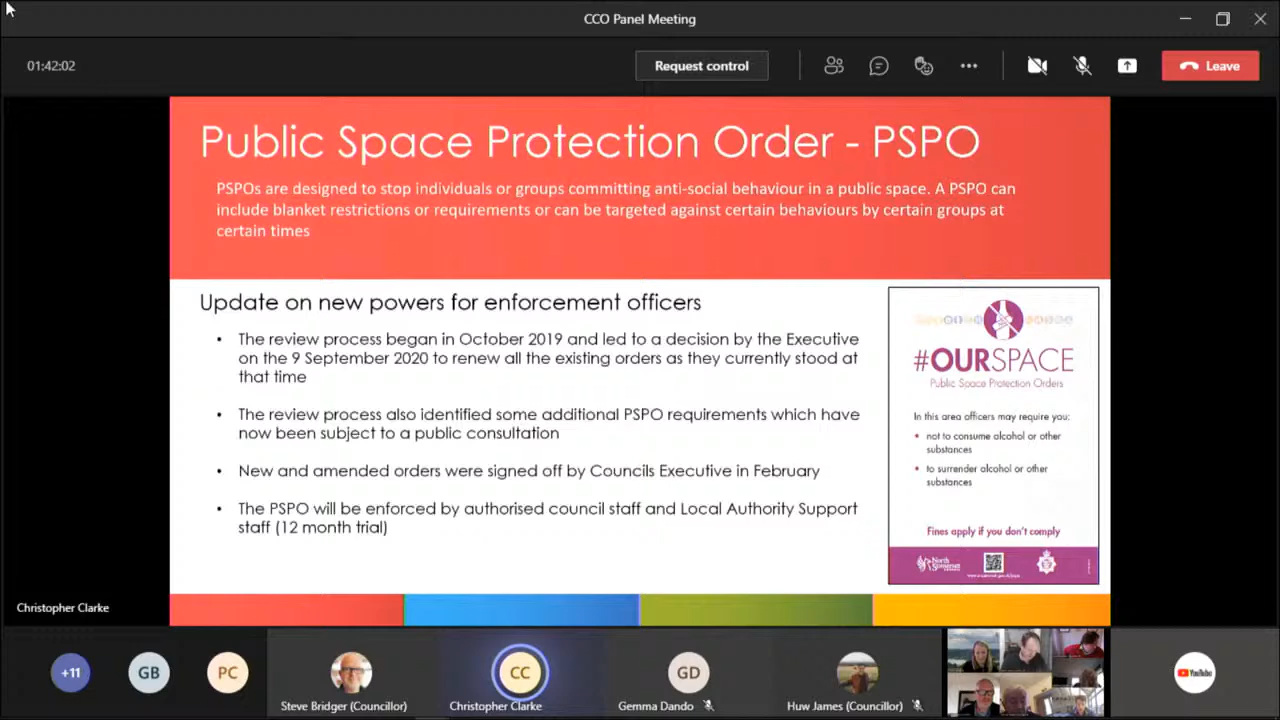 CCO Panel Meeting
01:42:02
Request control
Leave
Public Space Protection Order - PSPO
PSPOs are designed to stop individuals or groups committing anti-social behaviour in a public space. A PSPO can
include blanket restrictions or requirements or can be targeted against certain behaviours by certain groups at
certain times
Update on new powers for enforcement officers
• The review process began in October 2019 and led to a decision by the Executive
on the 9 September 2020 to renew all the existing orders as they currently stood at
that time
• The review process also identified some additional PSPO requirements which have
now been subject to a public consultation
• New and amended orders were signed off by Councils Executive in February
• The PSPO will be enforced by authorised council staff and Local Authority Support
staff (12 month trial)
#OURSPACE
Public Space Protection Orders
In this area officers may require you:
• not to consume alcohol or other
substances
• to surrender alcohol or other
substances
Fines apply if you don't comply
North
Somerset
Christopher Clarke
+11
GB
PC
CC
GD
YouTube
Steve Bridger (Councillor)
Christopher Clarke
Gemma Dando
Huw James (Councillor)